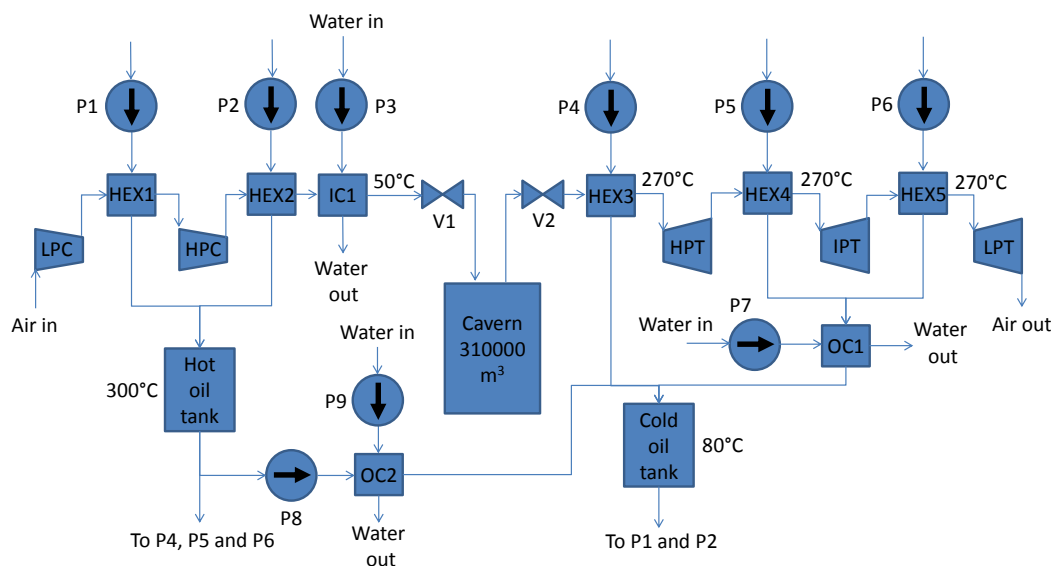 Water in
P1
P2
P3
P4
P5
P6
HEX1
HEX2
IC1
50°C
V1
V2
HEX3
270°C
HEX4
270°C
HEX5
270°C
LPC
HPC
HPT
IPT
LPT
Water
out
Air in
Air out
Water in
P7
OC1
Water
out
Cavern
310000
m³
Water in
Hot
oil
tank
300°C
P9
Cold
oil
tank
80°C
OC2
P8
Water
out
To P4, P5 and P6
To P1 and P2